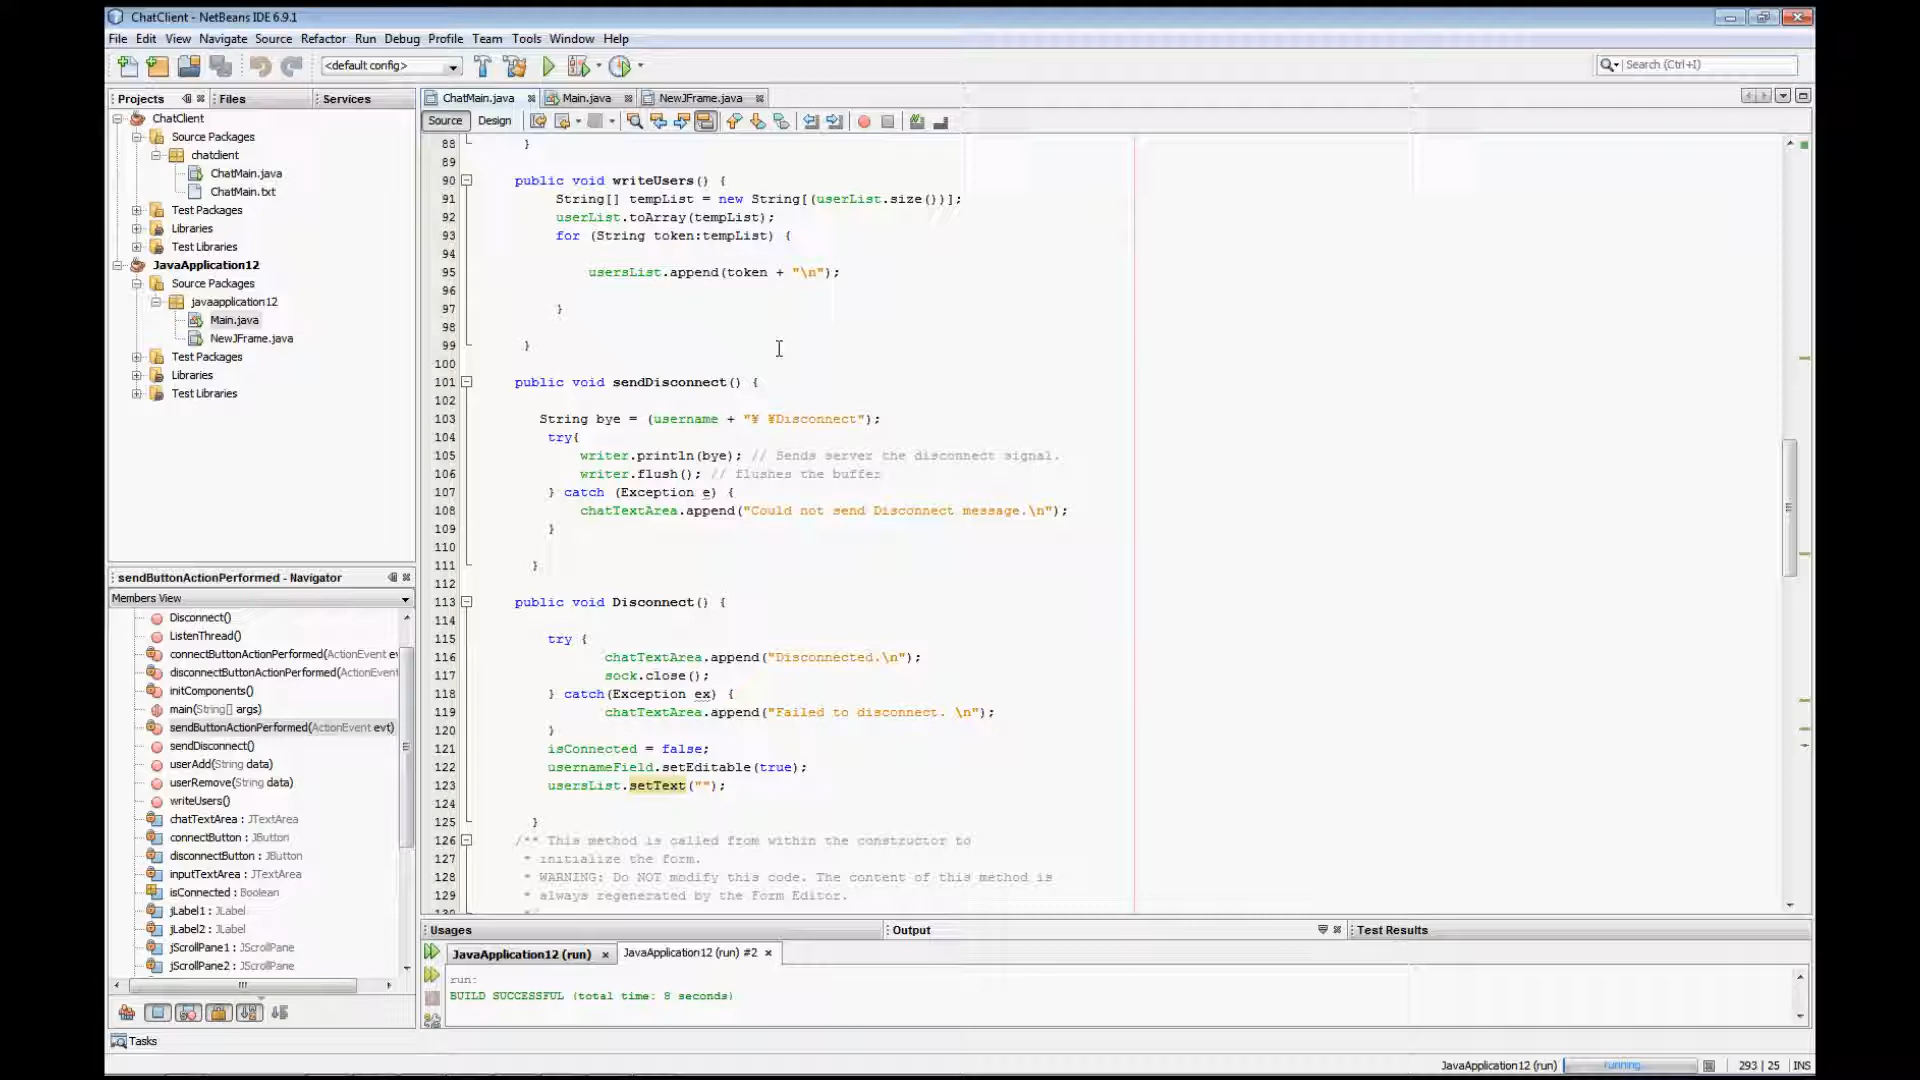 ChatClient - NetBeans IDE 6.9.1
File Edit View Navigate Source Refactor Run Debug Profile Team Tools Window Help
<default config>
Search (Ctrl+I)
Projects Files Services
ChatClient
Source Packages
chatclient
ChatMain.java
ChatMain.txt
Test Packages
Libraries
Test Libraries
JavaApplication12
Source Packages
javaapplication12
Main.java
NewJFrame.java
Test Packages
Libraries
Test Libraries
sendButtonActionPerformed - Navigator
Members View
Disconnect()
ListenThread()
connectButtonActionPerformed(ActionEvent ev
disconnectButtonActionPerformed(ActionEvent
initComponents()
main(String[] args)
sendButtonActionPerformed(ActionEvent evt)
sendDisconnect()
userAdd(String data)
userRemove(String data)
writeUsers()
chatTextArea : JTextArea
connectButton : JButton
disconnectButton : JButton
inputTextArea : JTextArea
isConnected : Boolean
jLabel1 : JLabel
jLabel2 : JLabel
jScrollPane1 : JScrollPane
jScrollPane2 : JScrollPane
Tasks
ChatMain.java Main.java NewJFrame.java
Source Design
88 }
89
90 public void writeUsers() {
91 String[] tempList = new String[(userList.size())];
92 userList.toArray(tempList);
93 for (String token:tempList) {
94
95 usersList.append(token + "\n");
96
97 }
98
99 }
100
101 public void sendDisconnect() {
102
103 String bye = (username + "¥ ¥Disconnect");
104 try{
105 writer.println(bye); // Sends server the disconnect signal.
106 writer.flush(); // flushes the buffer
107 } catch (Exception e) {
108 chatTextArea.append("Could not send Disconnect message.\n");
109 }
110
111 }
112
113 public void Disconnect() {
114
115 try {
116 chatTextArea.append("Disconnected.\n");
117 sock.close();
118 } catch(Exception ex) {
119 chatTextArea.append("Failed to disconnect. \n");
120 }
121 isConnected = false;
122 usernameField.setEditable(true);
123 usersList.setText("");
124
125 }
126 /** This method is called from within the constructor to
127 * initialize the form.
128 * WARNING: Do NOT modify this code. The content of this method is
129 * always regenerated by the Form Editor.
Usages Output Test Results
JavaApplication12 (run) JavaApplication12 (run) #2
run:
BUILD SUCCESSFUL (total time: 8 seconds)
JavaApplication12 (run) running... 293 | 25 INS